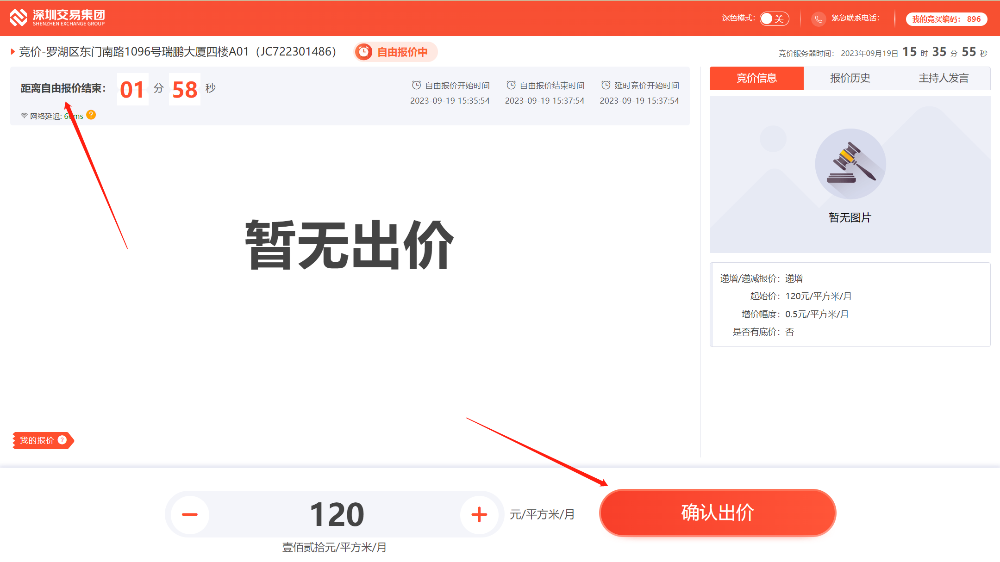 深圳交易集团
SHENZHEN EXCHANGE GROUP
深色模式： 关
紧急联系电话：
我的竞买编码： 896
竞价-罗湖区东门南路1096号瑞鹏大厦四楼A01（JC722301486）
自由报价中
竞价服务器时间： 2023年09月19日 15 时 35 分 55 秒
距离自由报价结束： 01 分 58 秒
网络延迟: ms ?
自由报价开始时间
2023-09-19 15:35:54
自由报价结束时间
2023-09-19 15:37:54
延时竞价开始时间
2023-09-19 15:37:54
竞价信息
报价历史
主持人发言
暂无图片
暂无出价
递增/递减报价：递增
起始价：120元/平方米/月
增价幅度：0.5元/平方米/月
是否有底价：否
我的报价 ?
− 120 + 元/平方米/月
壹佰贰拾元/平方米/月
确认出价